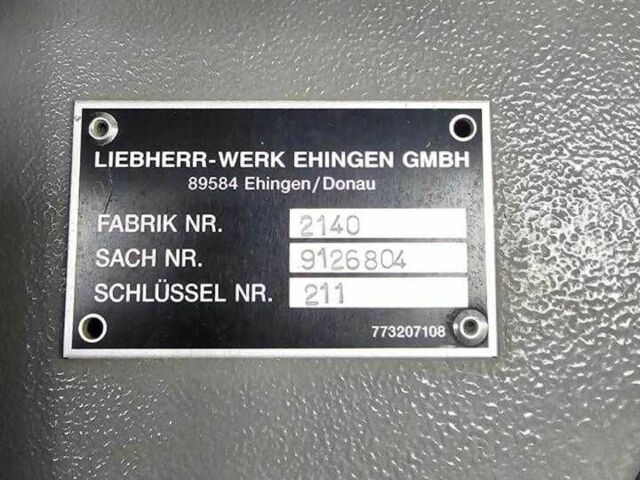 LIEBHERR-WERK EHINGEN GMBH
89584 Ehingen/Donau
FABRIK NR. 2140
SACH NR. 9126804
SCHLÜSSEL NR. 211
773207108